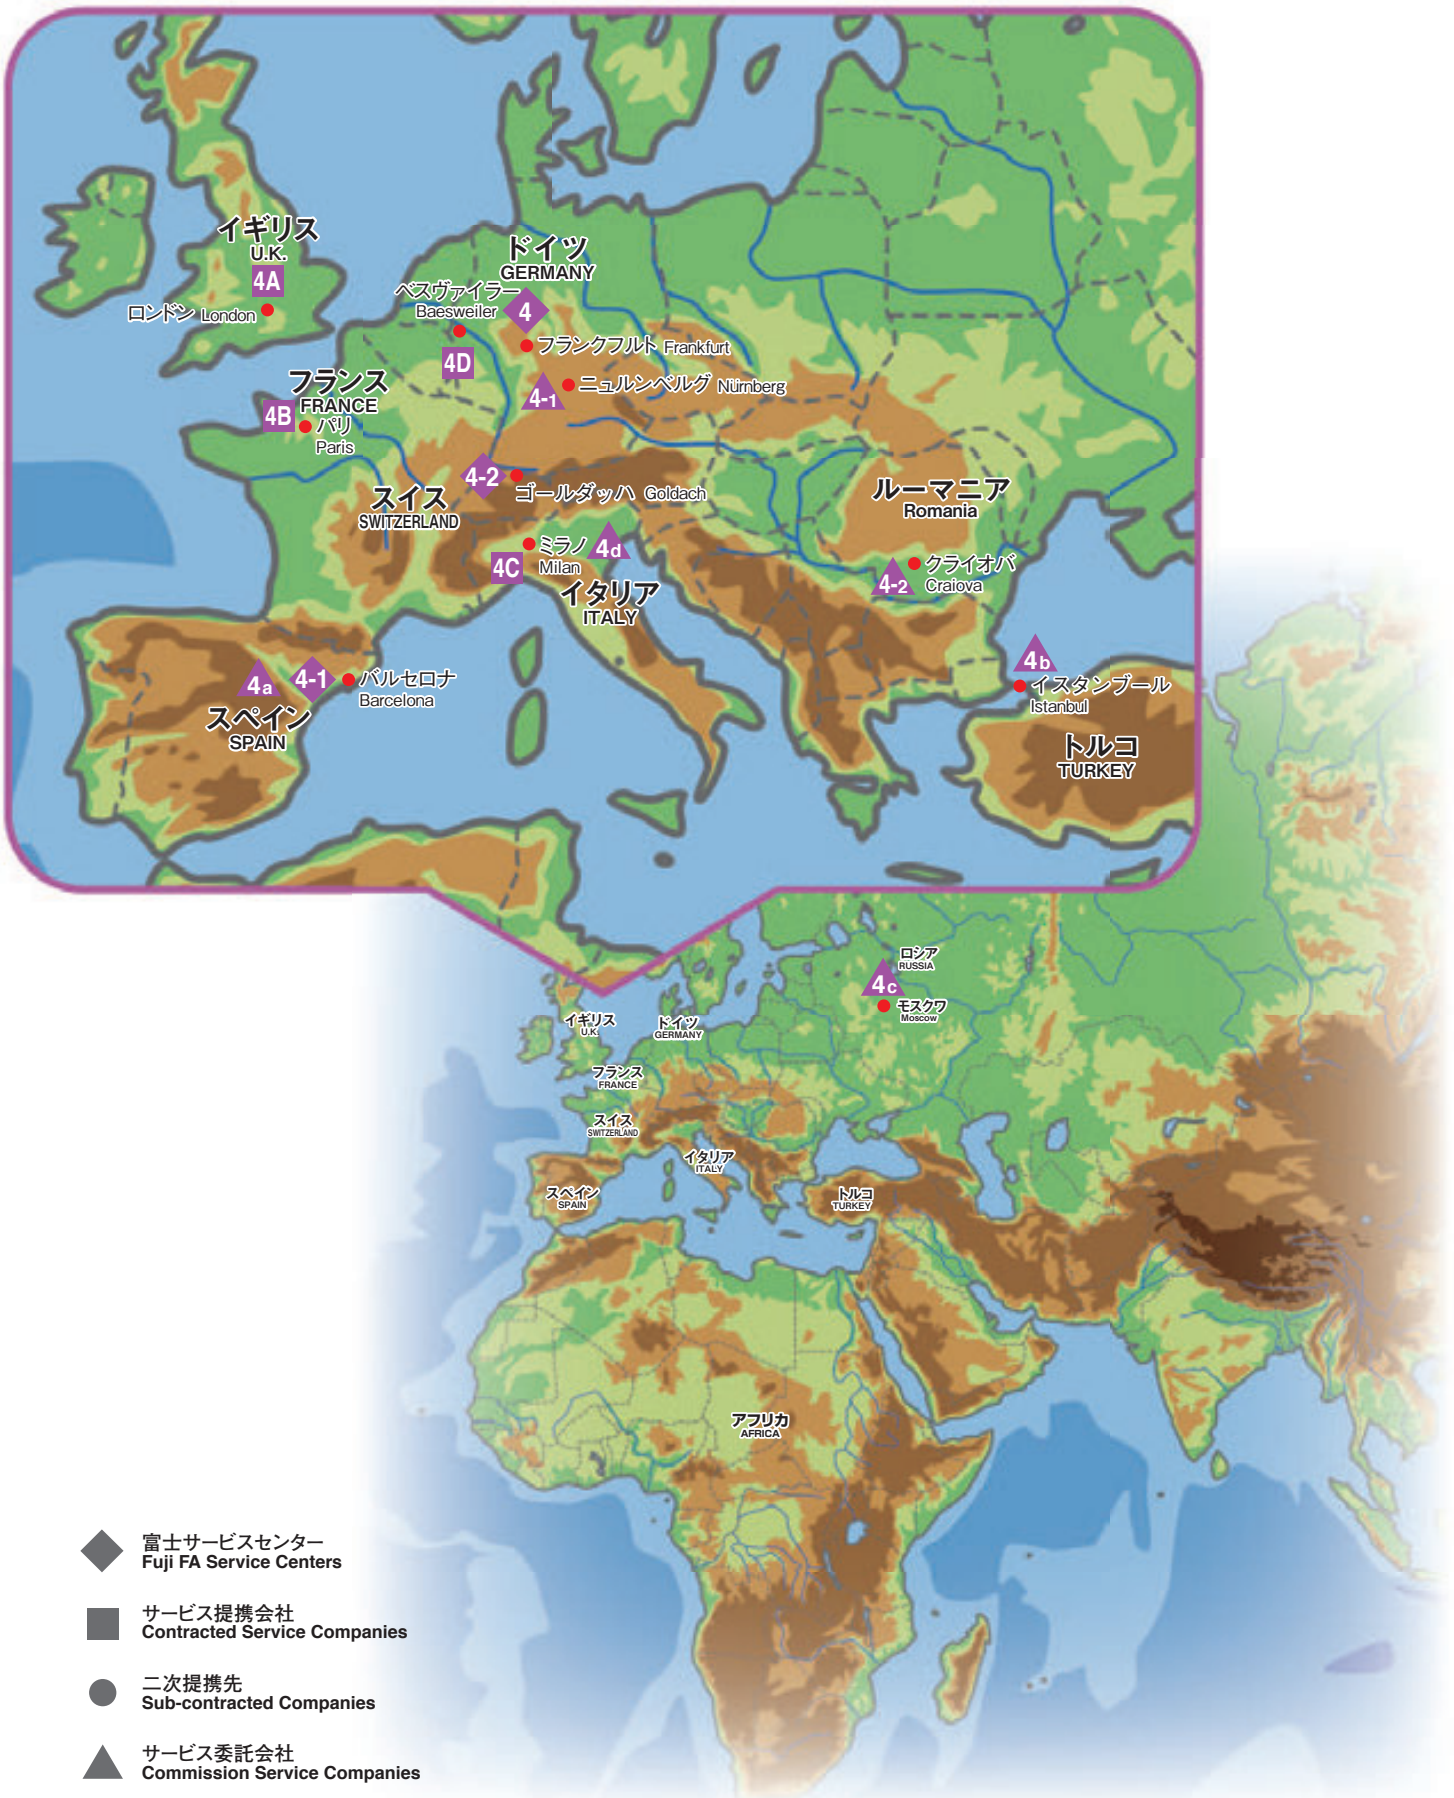 イギリス
U.K.
4A
ロンドン London
ドイツ
GERMANY
ベスヴァイラー
Baesweiler
4
フランクフルト Frankfurt
4D
ニュルンベルグ Nürnberg
4-1
フランス
FRANCE
4B
パリ
Paris
4-2
ゴールダッハ Goldach
スイス
SWITZERLAND
ルーマニア
Romania
ミラノ
Milan
4d
4C
イタリア
ITALY
クライオバ
Craiova
4-2
4a
4-1
バルセロナ
Barcelona
スペイン
SPAIN
4b
イスタンブール
Istanbul
トルコ
TURKEY
ロシア
RUSSIA
4c
モスクワ
Moscow
イギリス
U.K.
ドイツ
GERMANY
フランス
FRANCE
スイス
SWITZERLAND
イタリア
ITALY
スペイン
SPAIN
トルコ
TURKEY
アフリカ
AFRICA
富士サービスセンター
Fuji FA Service Centers
サービス提携会社
Contracted Service Companies
二次提携先
Sub-contracted Companies
サービス委託会社
Commission Service Companies